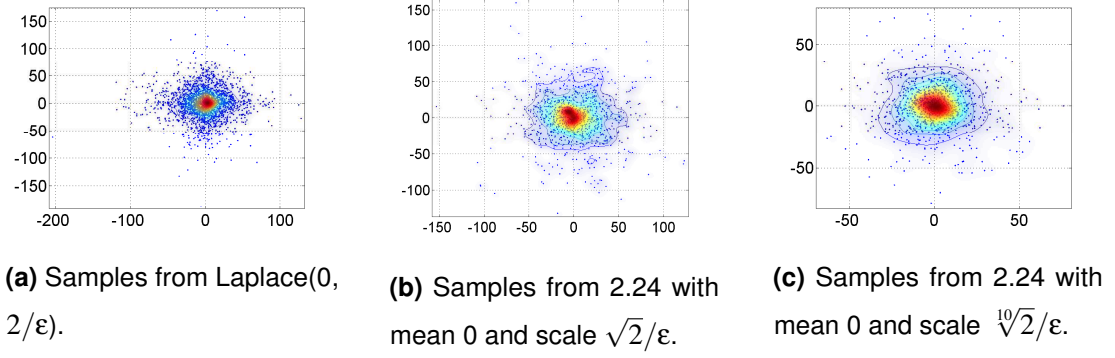 150
100
50
0
-50
-100
-150
-200 -100 0 100
(a) Samples from Laplace(0,
2/ε).
150
100
50
0
-50
-100
-150 -100 -50 0 50 100
(b) Samples from 2.24 with
mean 0 and scale √2/ε.
50
0
-50
-50 0 50
(c) Samples from 2.24 with
mean 0 and scale ¹⁰√2/ε.